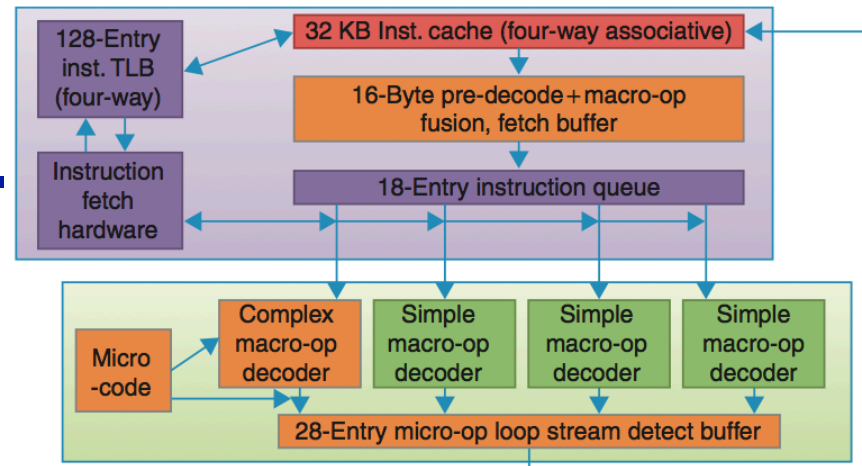 128-Entry
inst. TLB
(four-way)
32 KB Inst. cache (four-way associative)
16-Byte pre-decode+macro-op
fusion, fetch buffer
Instruction
fetch
hardware
18-Entry instruction queue
Micro
-code
Complex
macro-op
decoder
Simple
macro-op
decoder
Simple
macro-op
decoder
Simple
macro-op
decoder
28-Entry micro-op loop stream detect buffer